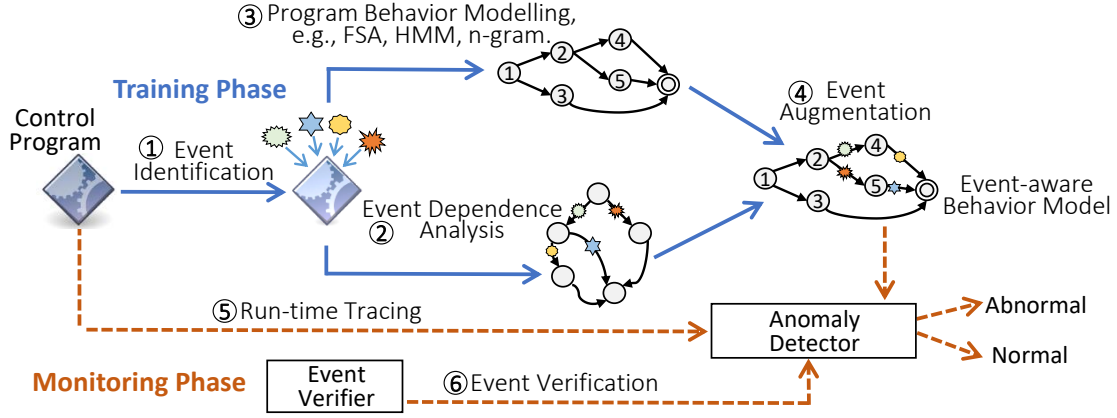 ③ Program Behavior Modelling,
e.g., FSA, HMM, n-gram.
Training Phase
Control
Program
① Event
Identification
1
2
4
5
3
④ Event
Augmentation
1
2
4
5
3
Event-aware
Behavior Model
Event Dependence
② Analysis
⑤ Run-time Tracing
Anomaly
Detector
Abnormal
Normal
Monitoring Phase
Event
Verifier
⑥ Event Verification